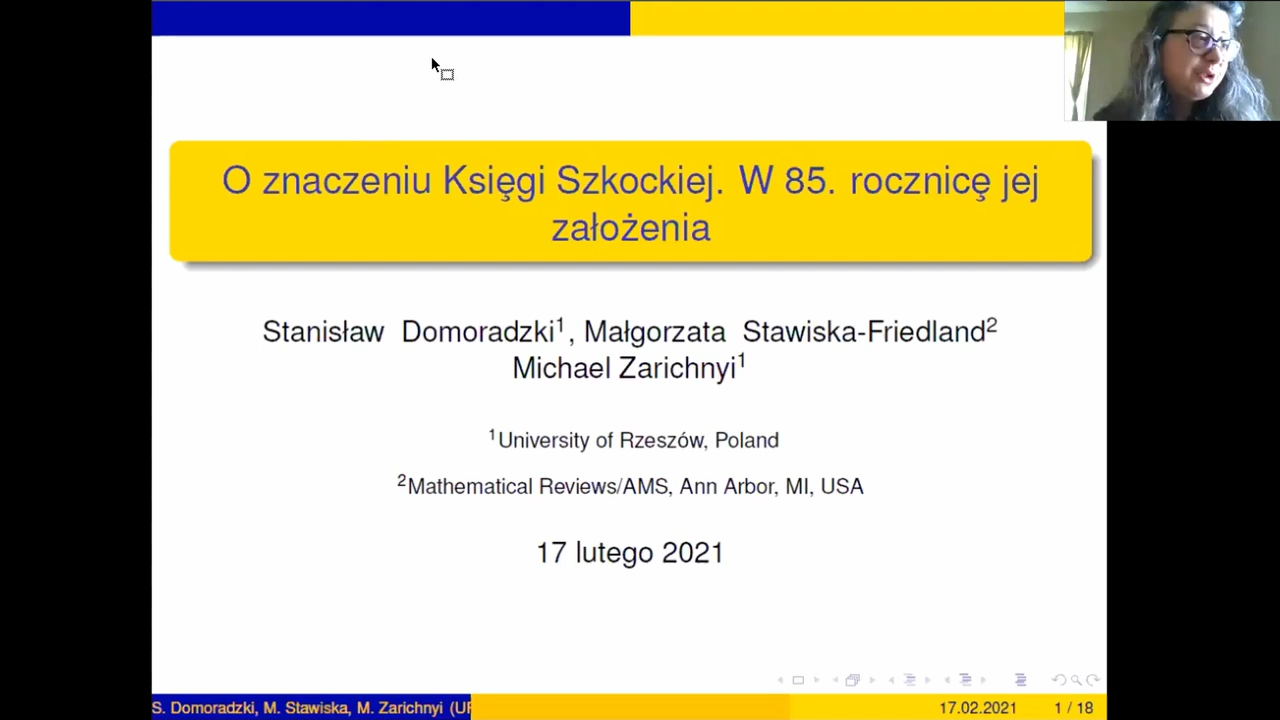 O znaczeniu Księgi Szkockiej. W 85. rocznicę jej
założenia
Stanisław Domoradzki¹, Małgorzata Stawiska-Friedland²
Michael Zarichnyi¹
¹University of Rzeszów, Poland
²Mathematical Reviews/AMS, Ann Arbor, MI, USA
17 lutego 2021
S. Domoradzki, M. Stawiska, M. Zarichnyi (UR
17.02.2021
1 / 18